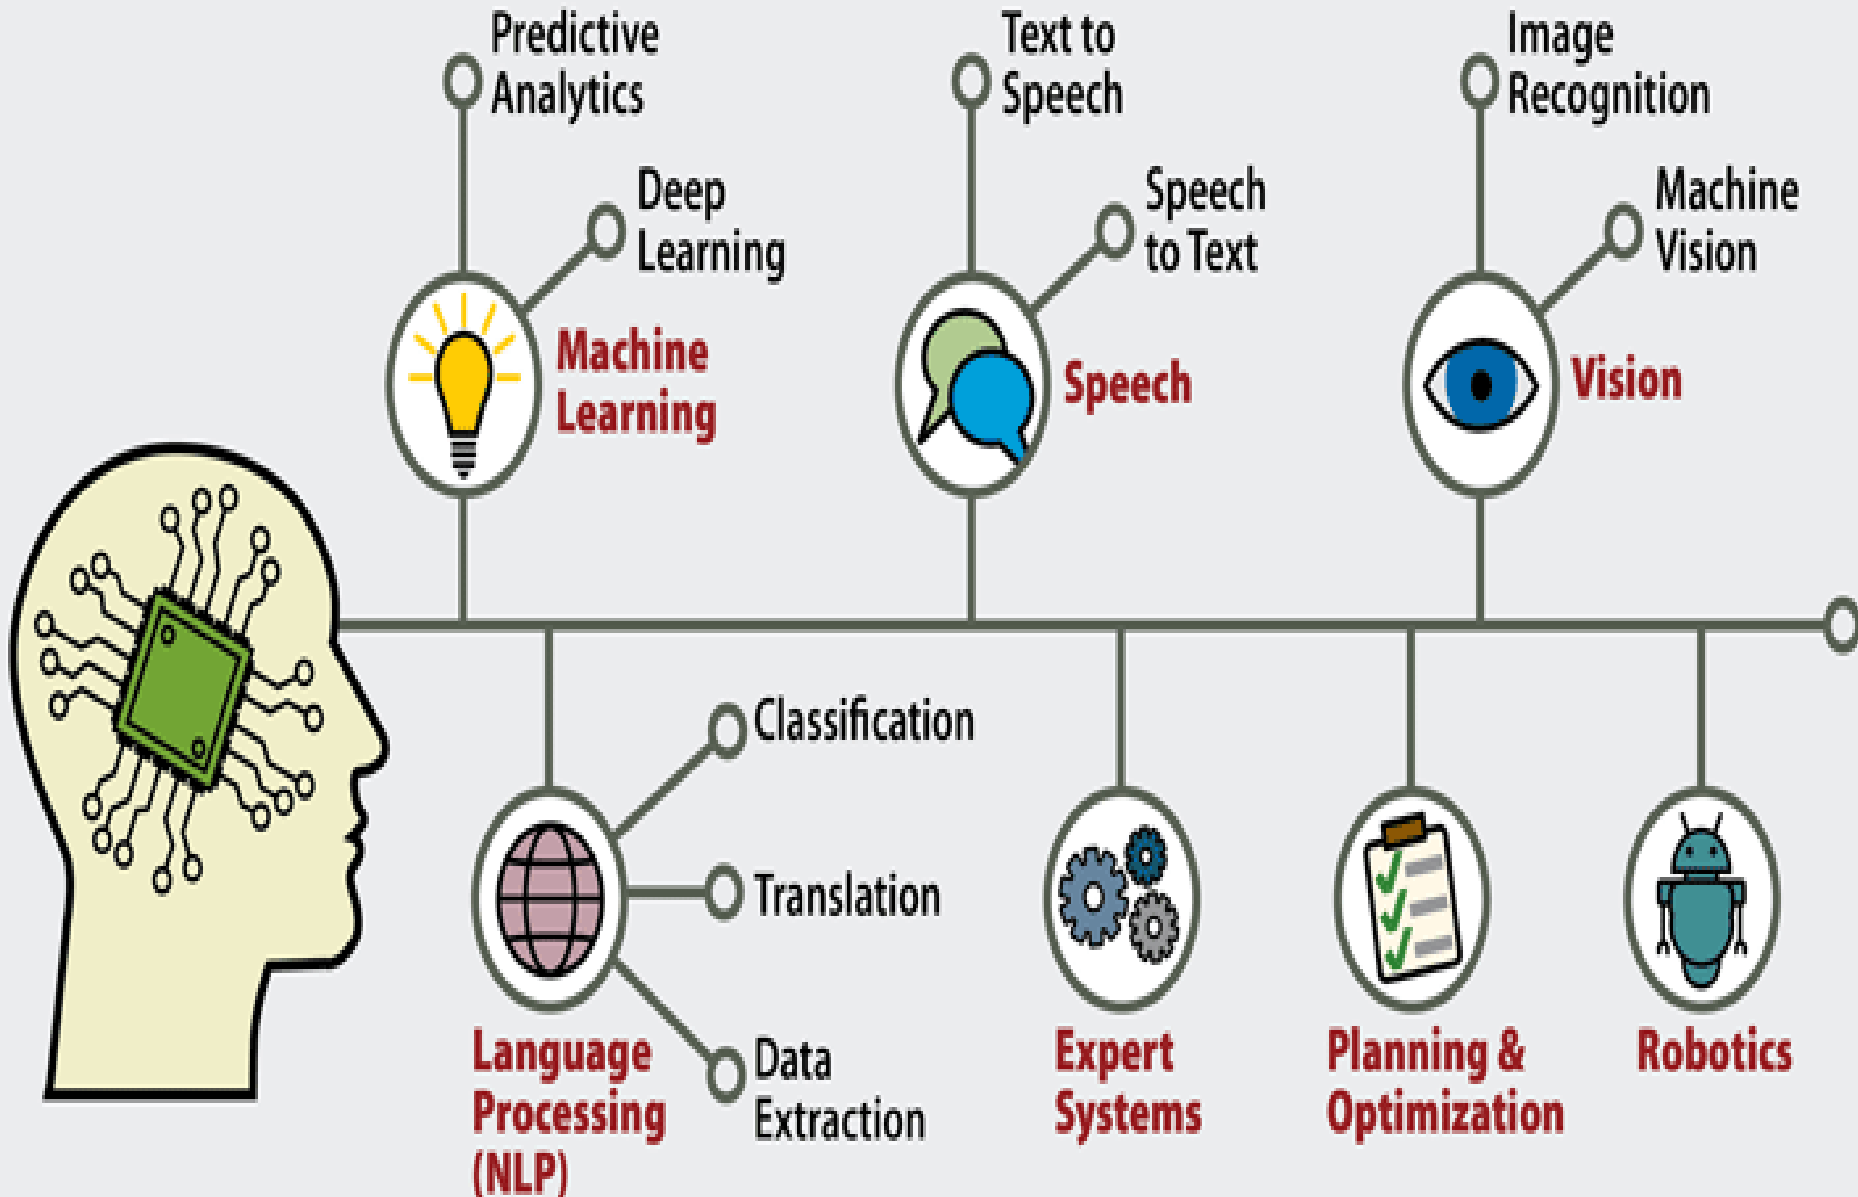 Predictive
Analytics
Deep
Learning
Machine
Learning
Text to
Speech
Speech
to Text
Speech
Image
Recognition
Machine
Vision
Vision
Classification
Translation
Data
Extraction
Language
Processing
(NLP)
Expert
Systems
Planning &
Optimization
Robotics